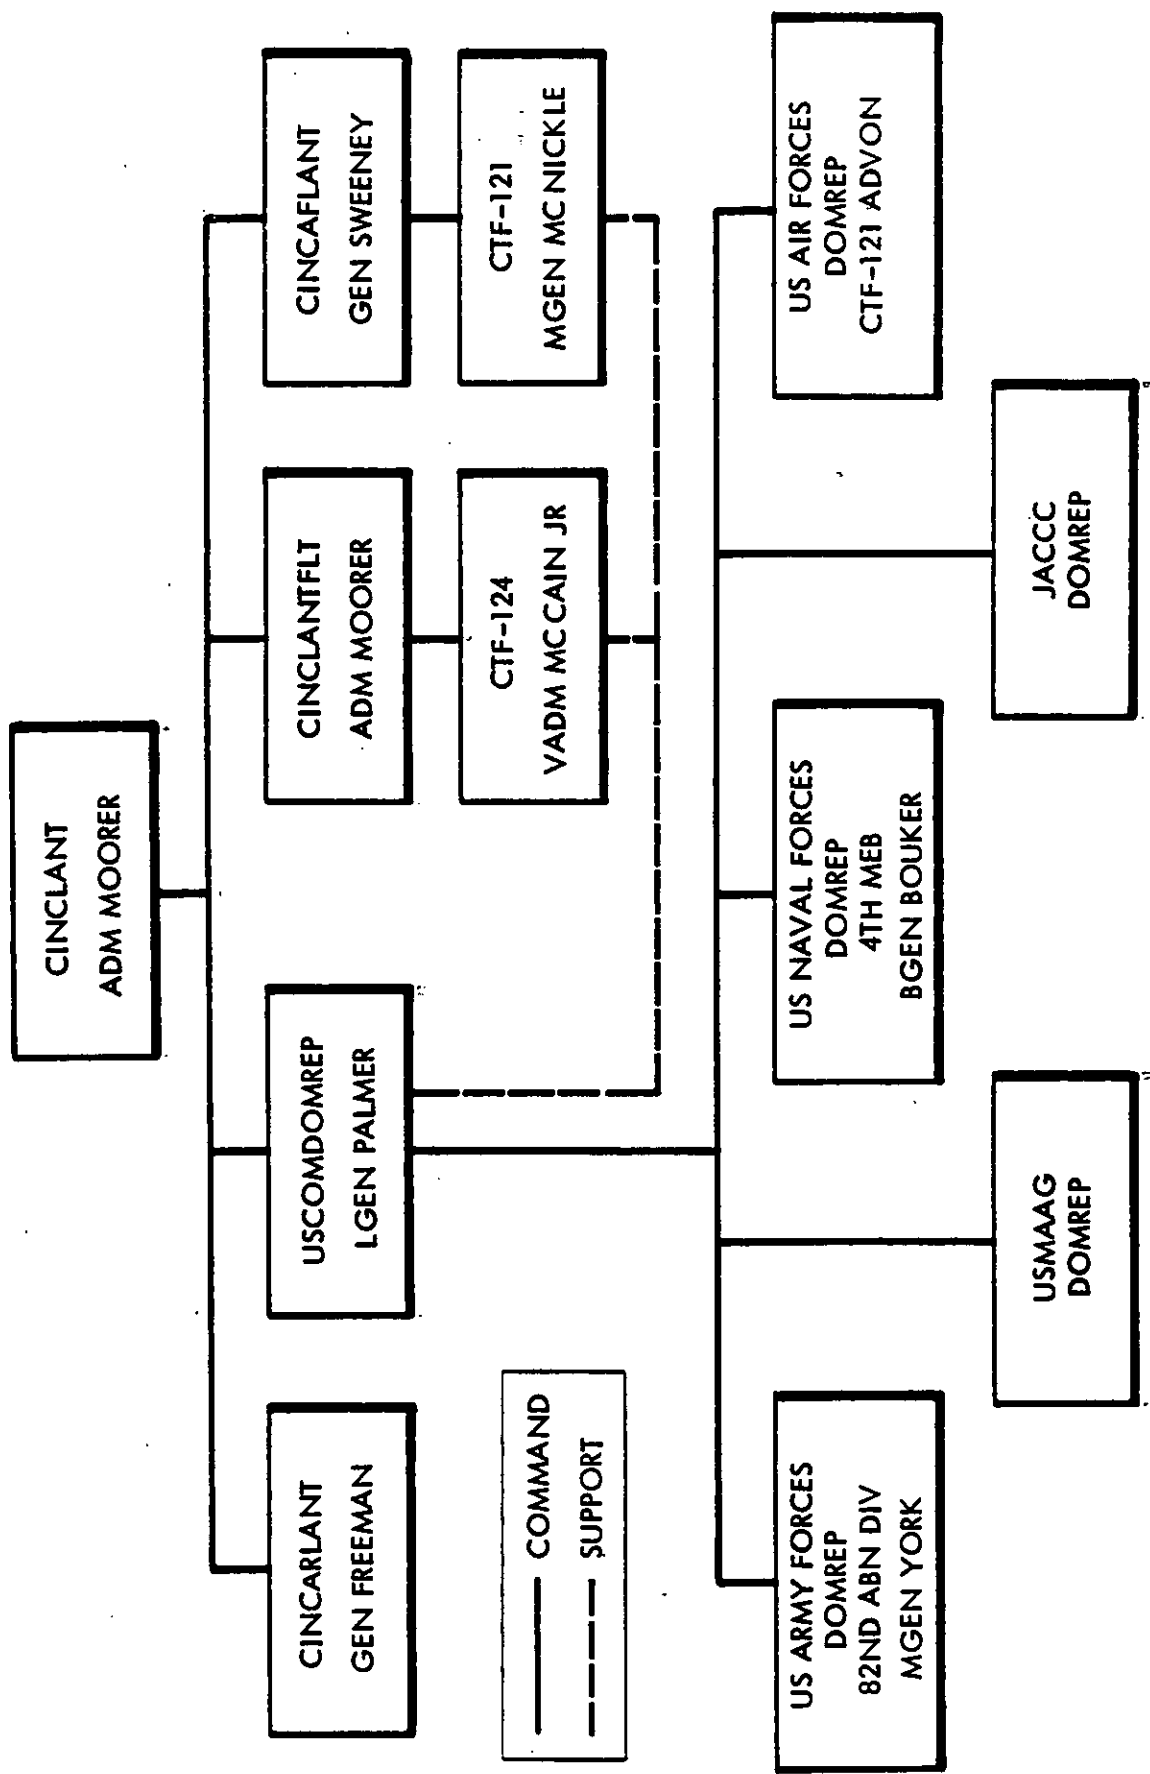 CINCLANT
ADM MOORER
CINCARLANT
GEN FREEMAN
USCOMDOMREP
LGEN PALMER
CINCLANTFLT
ADM MOORER
CINCAFLANT
GEN SWEENEY
CTF-124
VADM MC CAIN JR
CTF-121
MGEN MC NICKLE
COMMAND
SUPPORT
US ARMY FORCES
DOMREP
82ND ABN DIV
MGEN YORK
US NAVAL FORCES
DOMREP
4TH MEB
BGEN BOUKER
US AIR FORCES
DOMREP
CTF-121 ADVON
USMAAG
DOMREP
JACCC
DOMREP